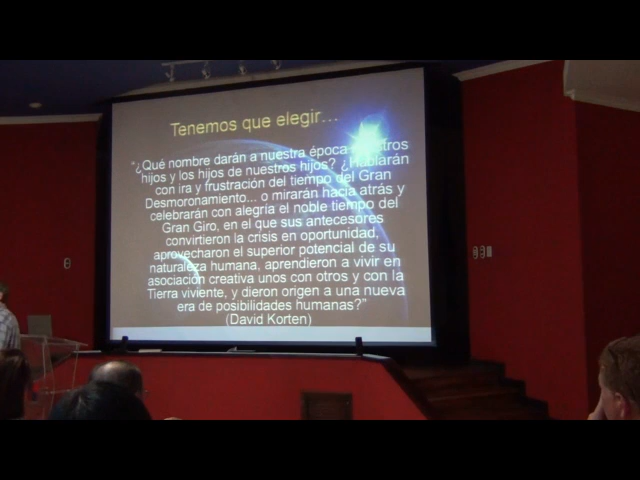 Tenemos que elegir...
“¿Qué nombre darán a nuestra época nuestros
hijos y los hijos de nuestros hijos? ¿Hablarán
con ira y frustración del tiempo del Gran
Desmoronamiento... o mirarán hacia atrás y
celebrarán con alegría el noble tiempo del
Gran Giro, en el que sus antecesores
convirtieron la crisis en oportunidad,
aprovecharon el superior potencial de su
naturaleza humana, aprendieron a vivir en
asociación creativa unos con otros y con la
Tierra viviente, y dieron origen a una nueva
era de posibilidades humanas?”
(David Korten)